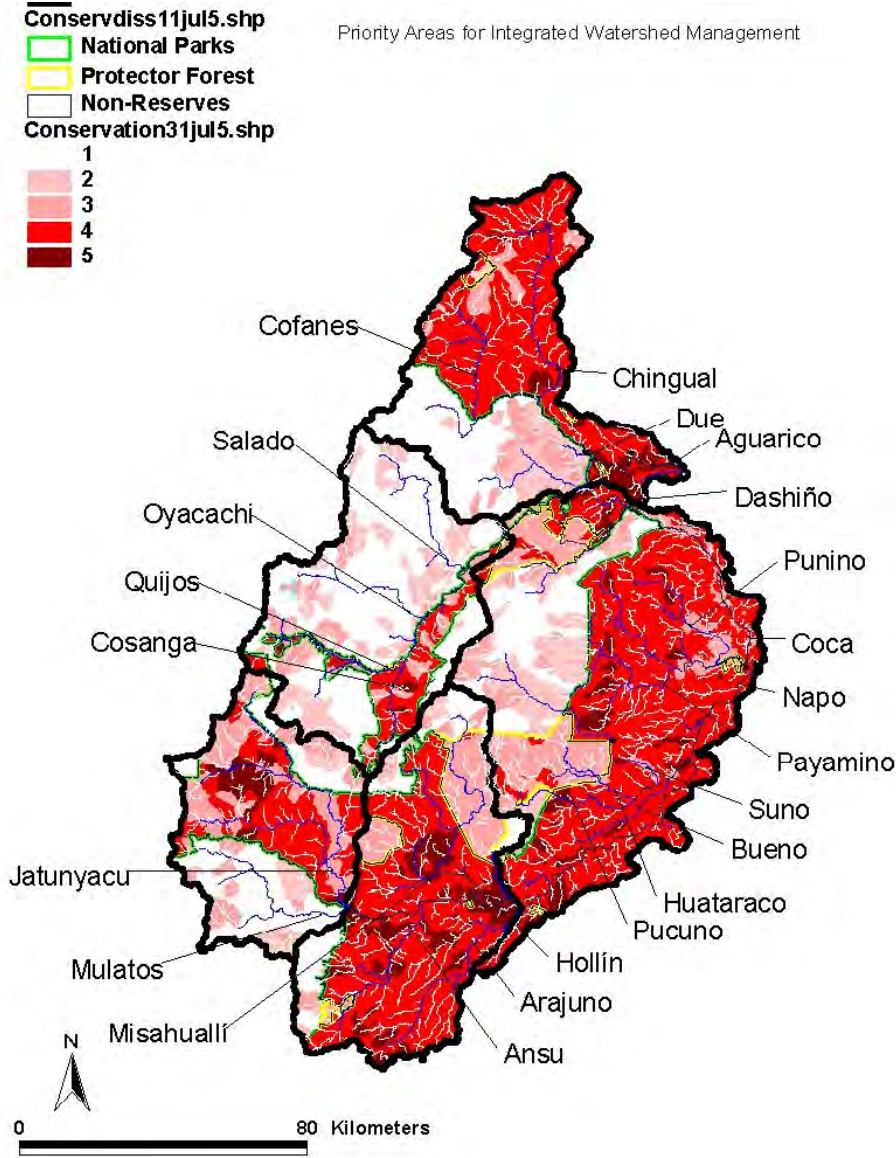 Conservdiss11jul5.shp
Priority Areas for Integrated Watershed Management
National Parks
Protector Forest
Non-Reserves
Conservation31jul5.shp
1
2
3
4
5
Cofanes
Chingual
Due
Salado
Aguarico
Dashiño
Oyacachi
Punino
Quijos
Cosanga
Coca
Napo
Payamino
Suno
Bueno
Jatunyacu
Huataraco
Pucuno
Hollín
Mulatos
Arajuno
Misahuallí
Ansu
N
0 80 Kilometers